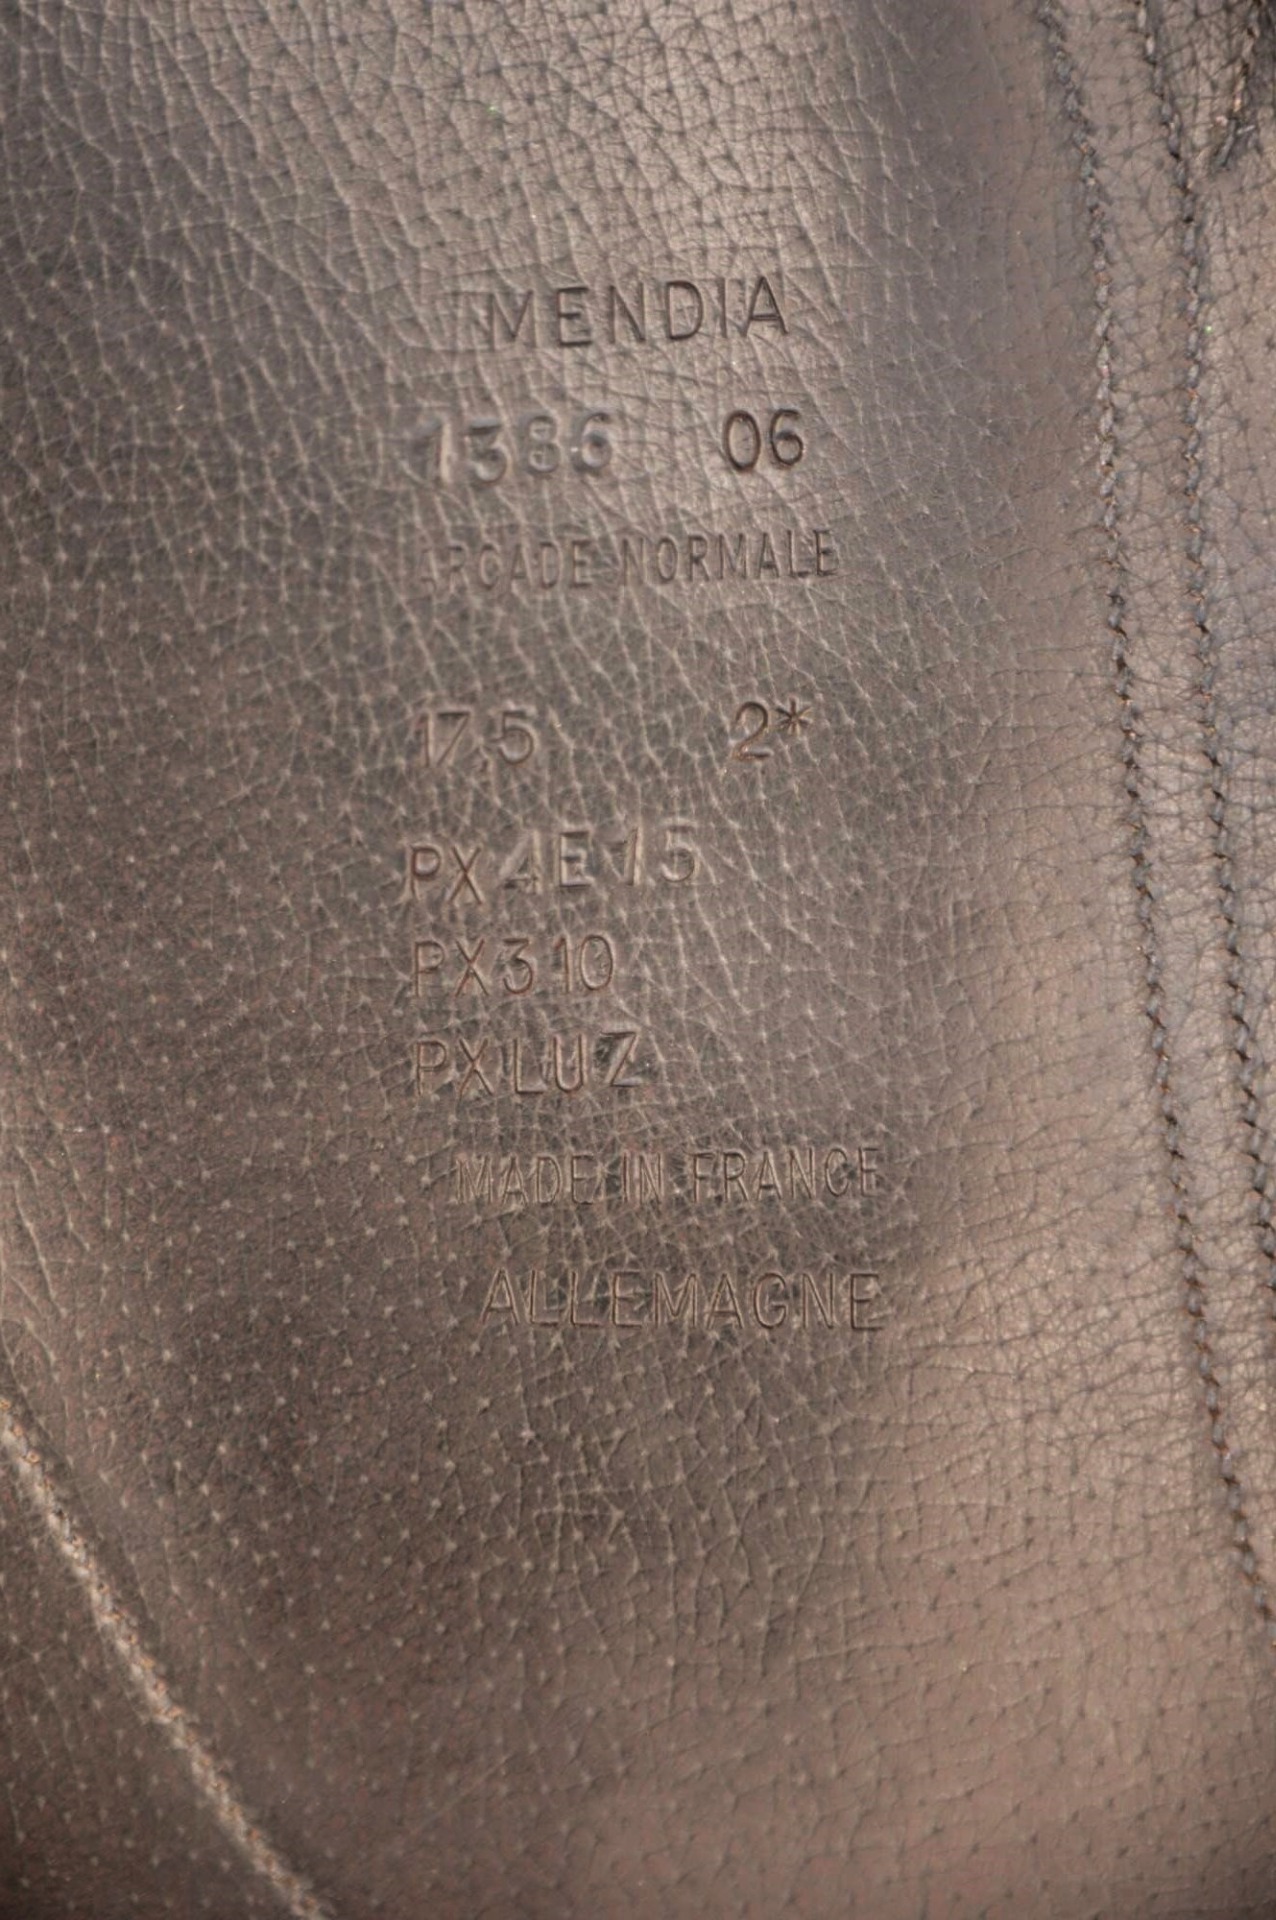 MENDIA
1386 06
ARCADE NORMALE
17,5 2*
PX4E15
PX310
PXLUZ
MADE IN FRANCE
ALLEMAGNE